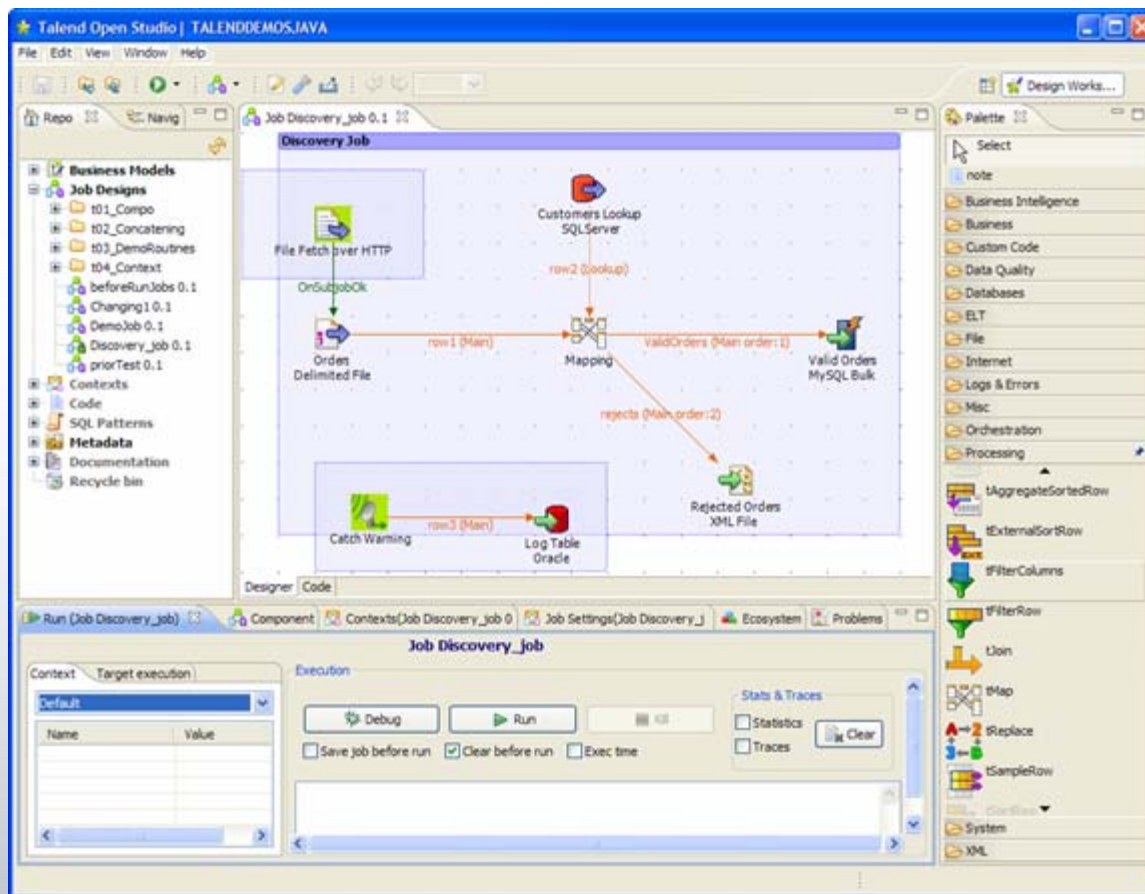 Talend Open Studio | TALENDDEMOS.JAVA
File Edit View Window Help
Design Works...
Repo
Navig
Business Models
Job Designs
t01_Compo
t02_Concatening
t03_DemoRoutines
t04_Context
beforeRunJobs 0.1
Changing1 0.1
DemoJob 0.1
Discovery_job 0.1
priorTest 0.1
Contexts
Code
SQL Patterns
Metadata
Documentation
Recycle bin
Job Discovery_job 0.1
Discovery Job
File Fetch over HTTP
OnSubjobOk
Customers Lookup
SQLServer
row2 (Lookup)
Orders
Delimited File
row1 (Main)
Mapping
ValidOrders (Main order:1)
Valid Orders
MySQL Bulk
rejects (Main order:2)
Rejected Orders
XML File
Catch Warning
row3 (Main)
Log Table
Oracle
Designer Code
Palette
Select
note
Business Intelligence
Business
Custom Code
Data Quality
Databases
ELT
File
Internet
Logs & Errors
Misc
Orchestration
Processing
tAggregateSortedRow
tExternalSortRow
tFilterColumns
tFilterRow
tJoin
tMap
tReplace
tSampleRow
tSortRow
System
XML
Run (Job Discovery_job)
Component
Contexts(Job Discovery_job 0
Job Settings(Job Discovery_j
Ecosystem
Problems
Job Discovery_job
Context
Target execution
Default
Name Value
Execution
Debug
Run
Kill
Save job before run
Clear before run
Exec time
Stats & Traces
Statistics
Traces
Clear